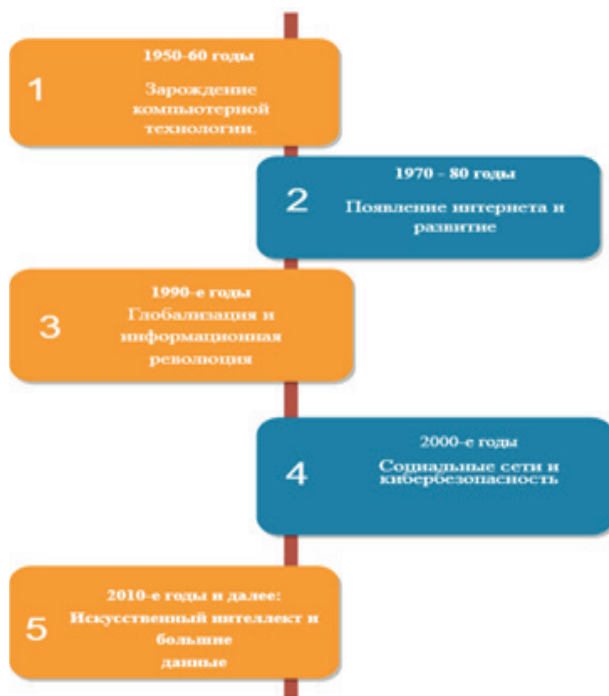 1950-60 годы
1
Зарождение
компьютерной
технологии.
1970 - 80 годы
2
Появление интернета и
развитие
1990-е годы
3
Глобализация и
информационная
революция
2000-е годы
4
Социальные сети и
кибербезопасность
2010-е годы и далее:
5
Искусственный интеллект и
большие
данные